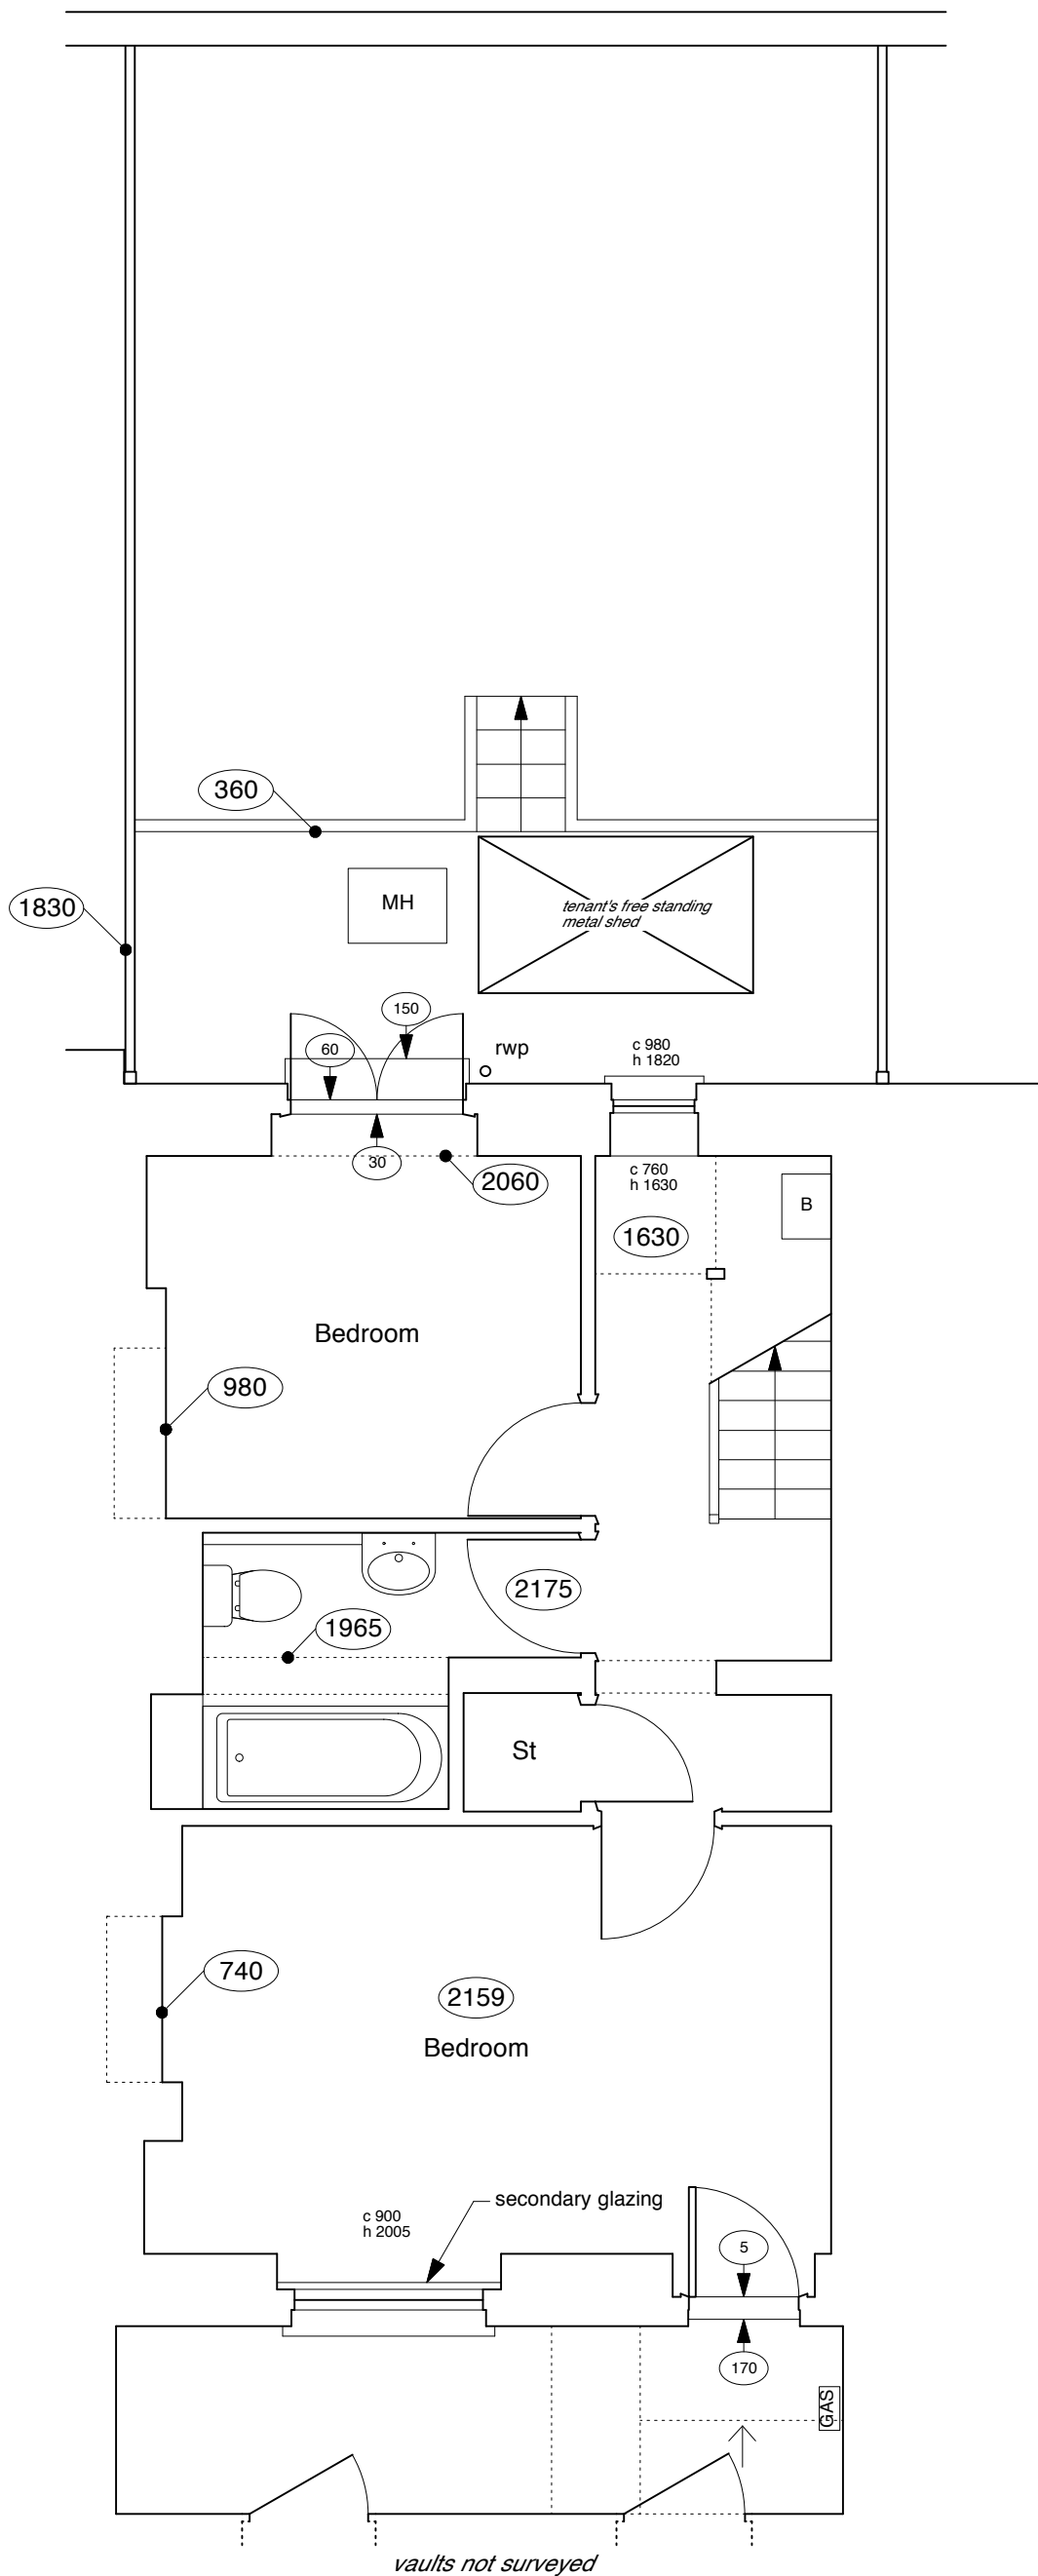 360
MH
tenant's free standing
metal shed
1830
150
60
rwp
c 980
h 1820
30
2060
c 760
h 1630
B
1630
Bedroom
980
2175
1965
St
740
2159
Bedroom
secondary glazing
c 900
h 2005
5
170
GAS
vaults not surveyed